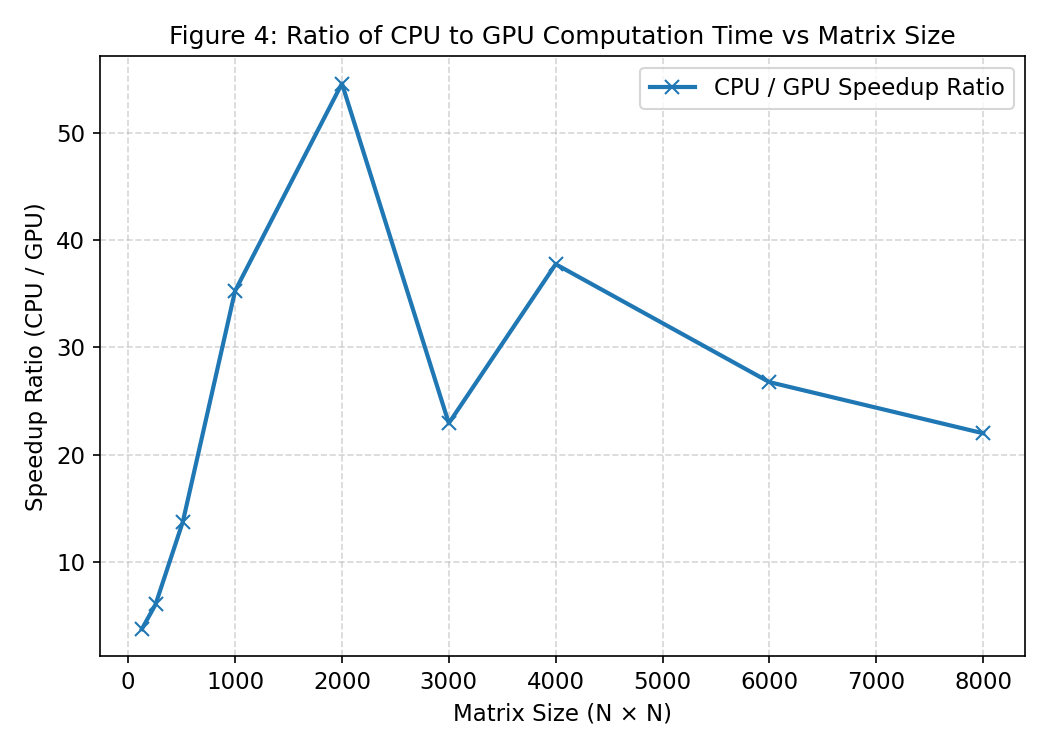 Figure 4: Ratio of CPU to GPU Computation Time vs Matrix Size
CPU / GPU Speedup Ratio
Speedup Ratio (CPU / GPU)
50
40
30
20
10
0 1000 2000 3000 4000 5000 6000 7000 8000
Matrix Size (N × N)